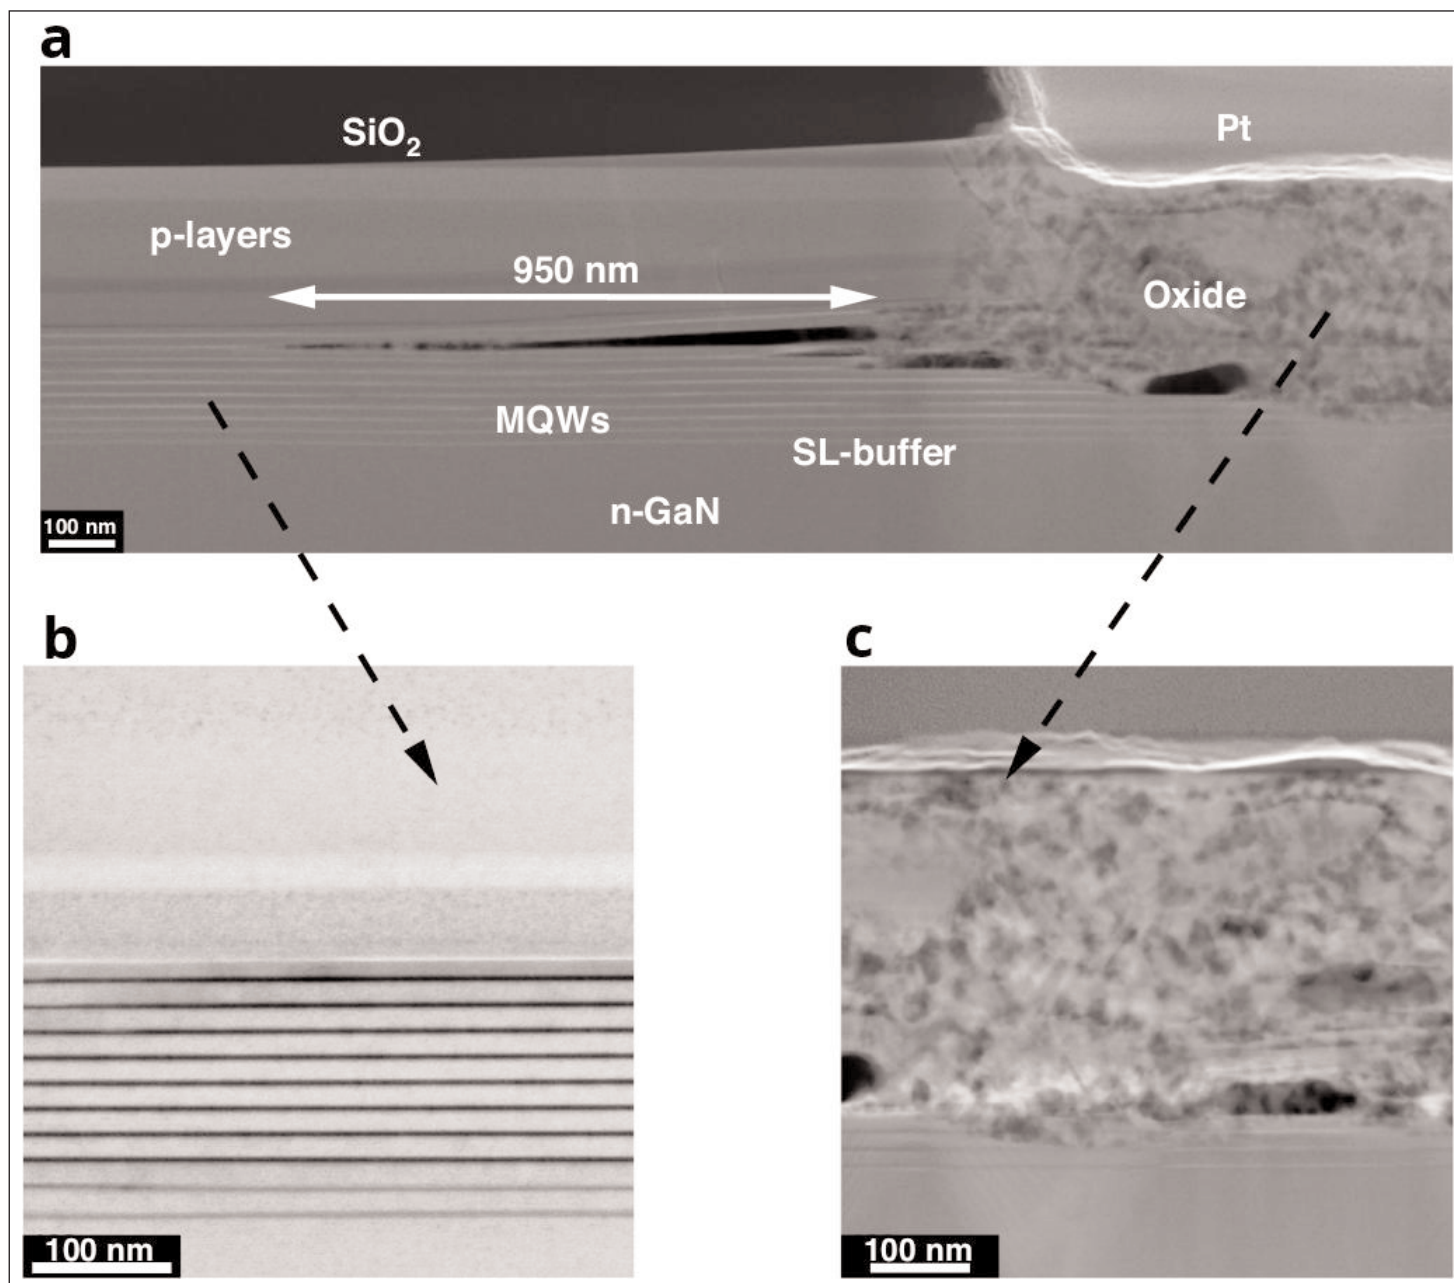 a
SiO₂
Pt
p-layers
950 nm
Oxide
MQWs
SL-buffer
n-GaN
100 nm
b
c
100 nm
100 nm